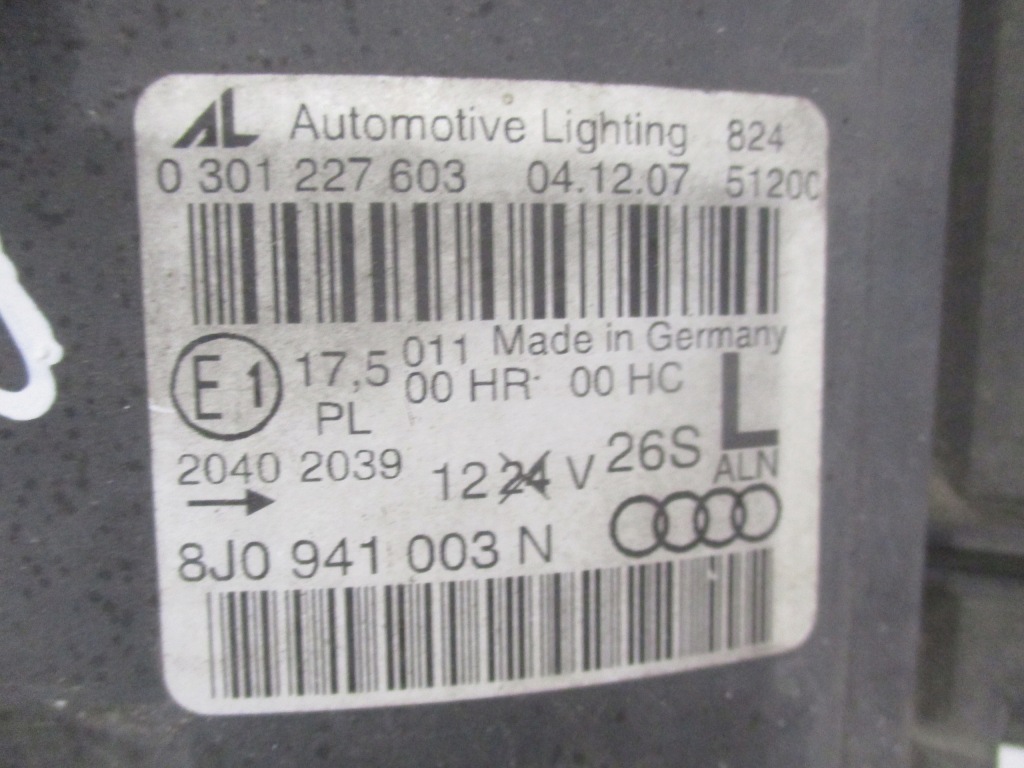 AL Automotive Lighting 824
0 301 227 603 04.12.07 5120C
E1 17,5 011 Made in Germany
00 HR 00 HC L
PL
2040 2039 12 24 V 26S ALN
8J0 941 003 N